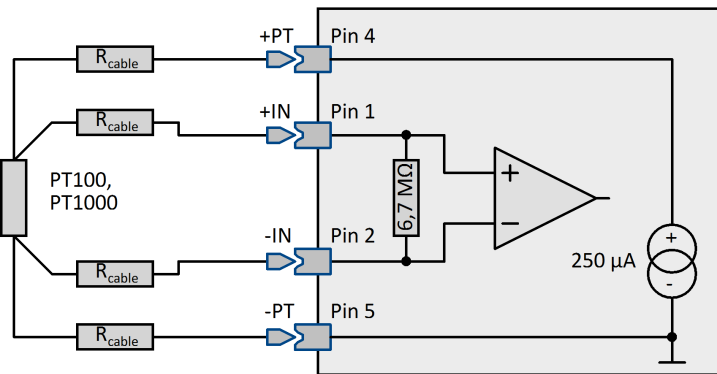 +PT Pin 4
Rcable
+IN Pin 1
Rcable
PT100,
PT1000
6,7 MΩ
+
−
-IN Pin 2
Rcable
250 µA
+
-
-PT Pin 5
Rcable